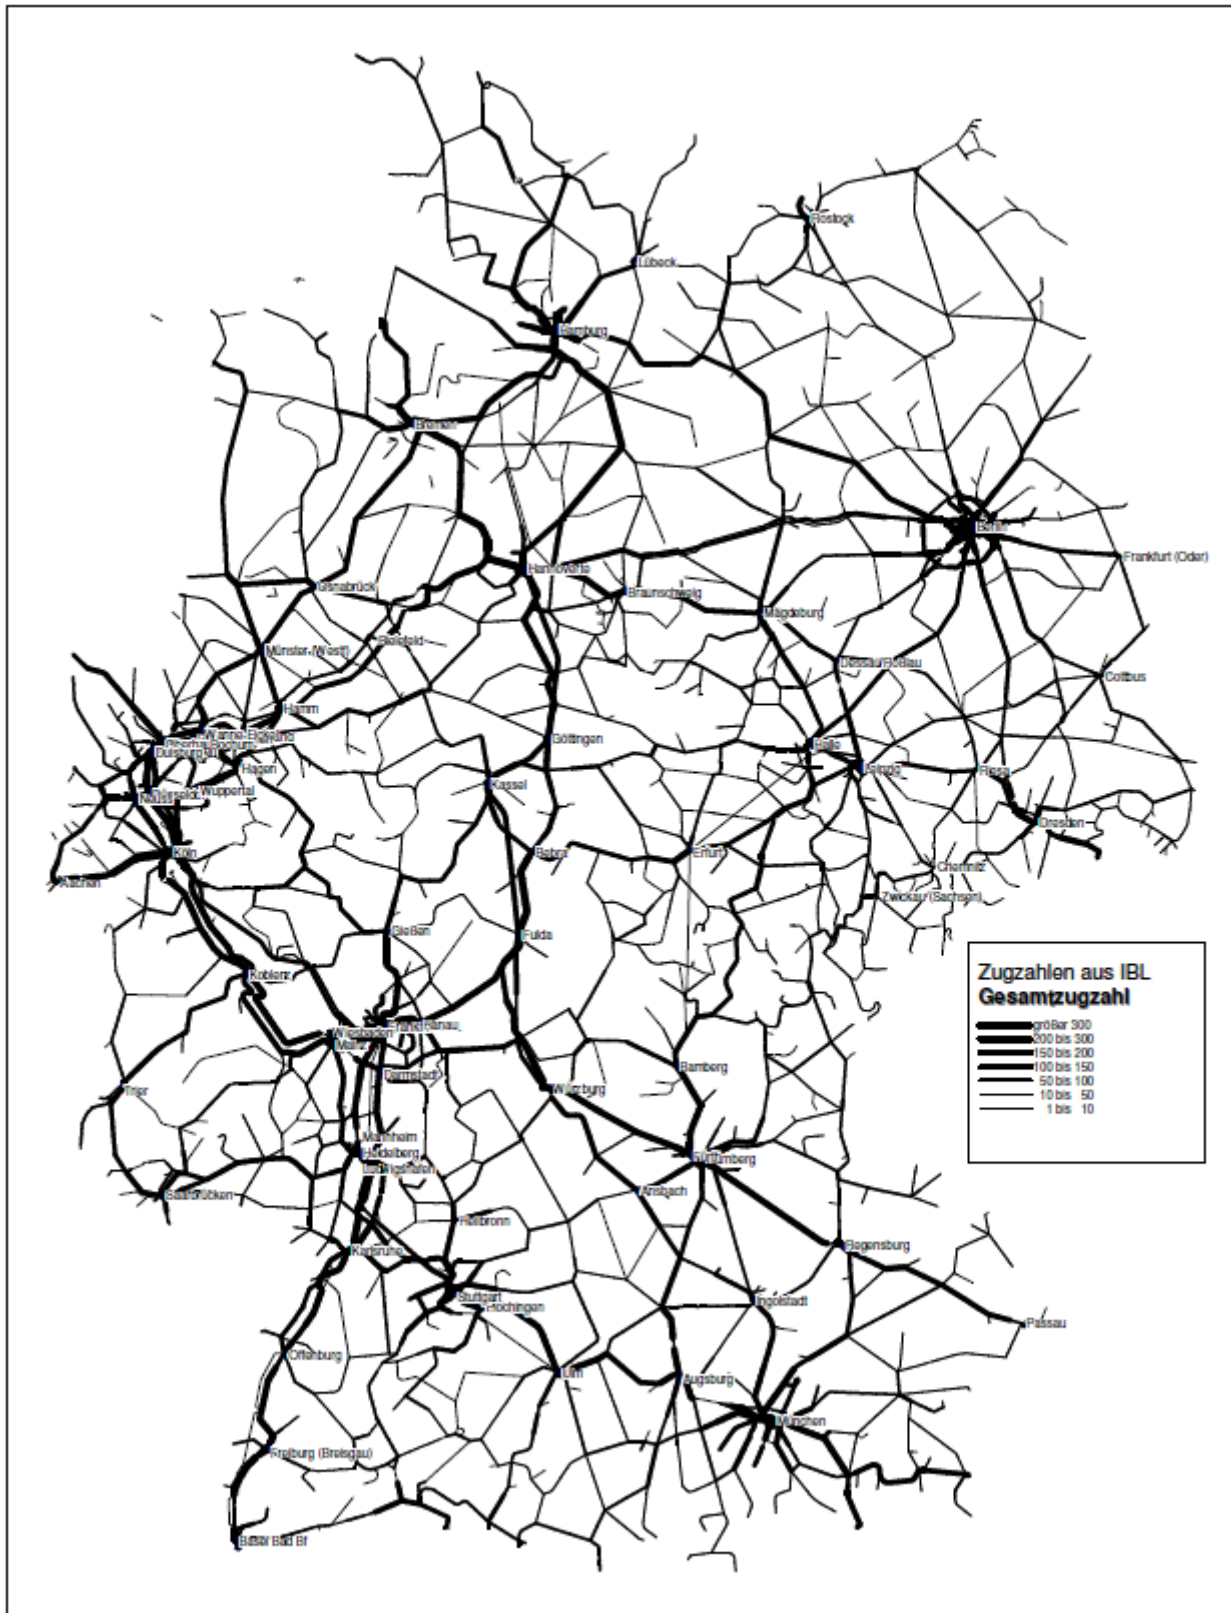 Rostock
Lübeck
Hamburg
Bremen
Berlin
Hannover
Frankfurt (Oder)
Osnabrück
Braunschweig
Magdeburg
Bielefeld
Münster (Westf)
Dessau/Roßlau
Cottbus
Hamm
Göttingen
Halle
Hagen
Leipzig
Riesa
Kassel
Wuppertal
Neuss
Dresden
Köln
Bebra
Erfurt
Chemnitz
Aachen
Zwickau (Sachsen)
Gießen
Fulda
Koblenz
Zugzahlen aus IBL
Gesamtzugzahl
größer 300
200 bis 300
150 bis 200
100 bis 150
50 bis 100
10 bis 50
1 bis 10
Wiesbaden
Mainz
Darmstadt
Bamberg
Trier
Würzburg
Mannheim
Heidelberg
Ludwigshafen
Ansbach
Saarbrücken
Heilbronn
Karlsruhe
Regensburg
Stuttgart
Plochingen
Ingolstadt
Passau
Offenburg
Ulm
Augsburg
München
Freiburg (Breisgau)
Basel Bad Bf